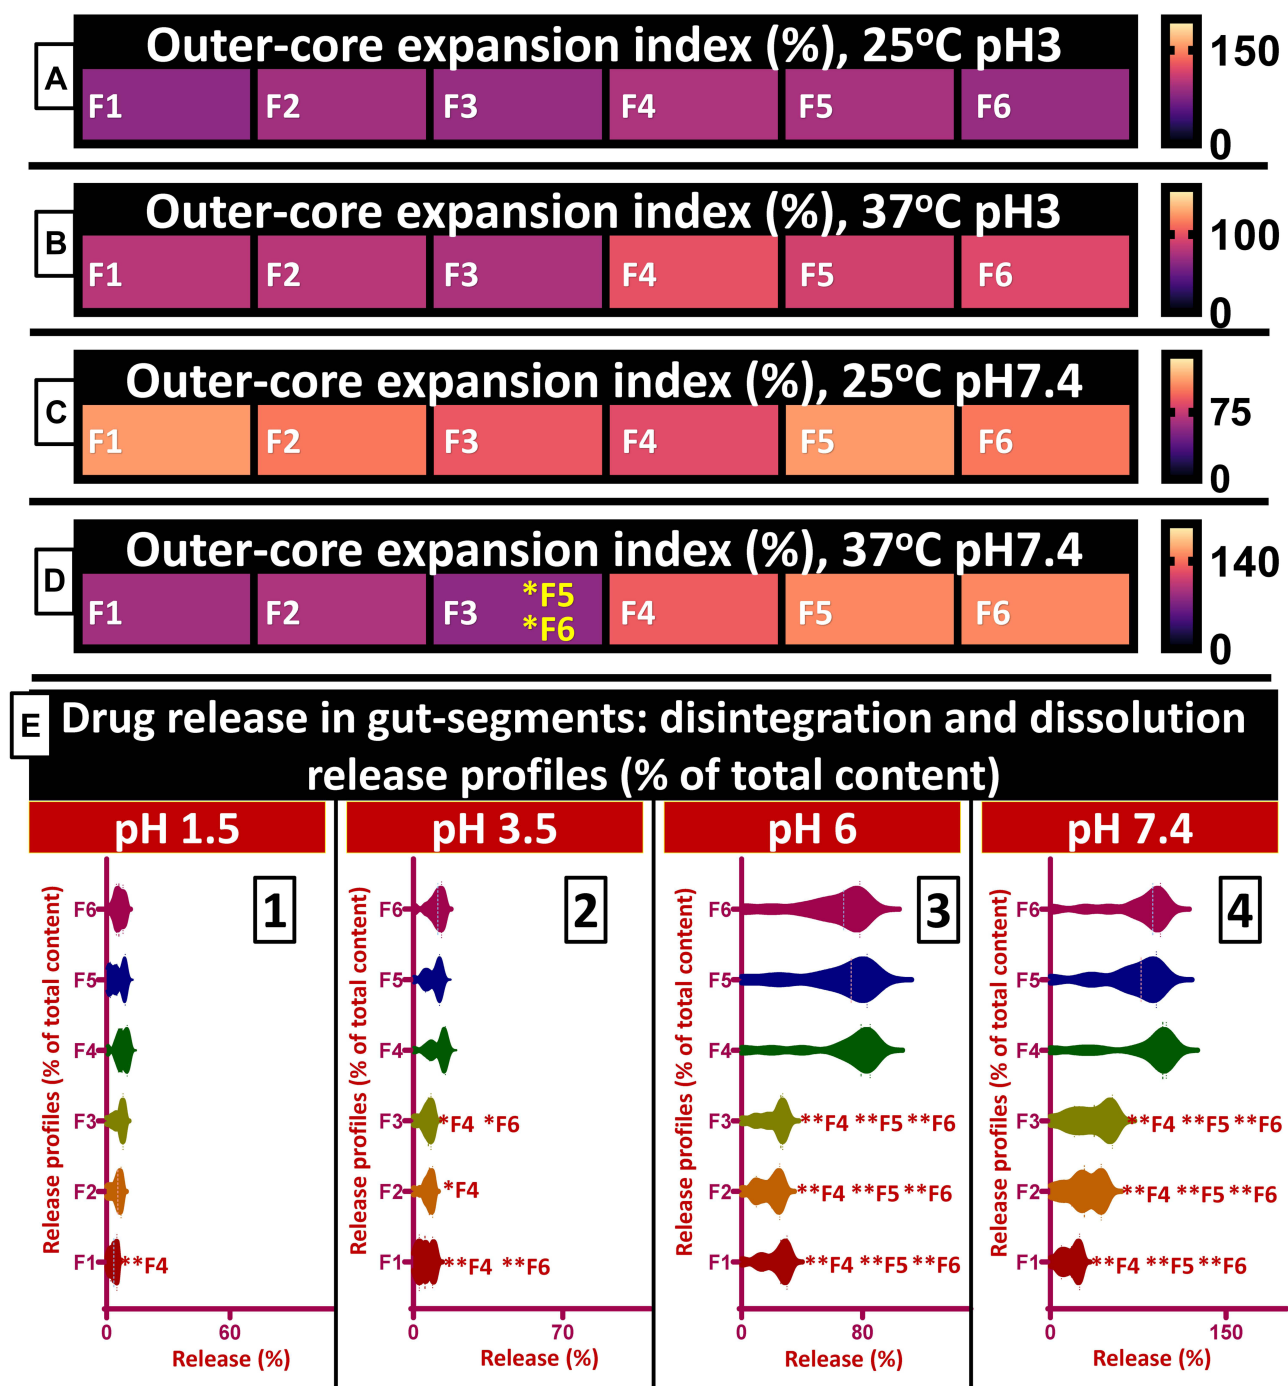 A
Outer-core expansion index (%), 25°C pH3
F1 F2 F3 F4 F5 F6
150
0
B
Outer-core expansion index (%), 37°C pH3
F1 F2 F3 F4 F5 F6
100
0
C
Outer-core expansion index (%), 25°C pH7.4
F1 F2 F3 F4 F5 F6
75
0
D
Outer-core expansion index (%), 37°C pH7.4
F1 F2 F3 *F5 *F6 F4 F5 F6
140
0
E
Drug release in gut-segments: disintegration and dissolution
release profiles (% of total content)
pH 1.5
1
Release profiles (% of total content)
F6
F5
F4
F3
F2
F1 **F4
0 60
Release (%)
pH 3.5
2
Release profiles (% of total content)
F6
F5
F4
F3 *F4 *F6
F2 *F4
F1 **F4 **F6
0 70
Release (%)
pH 6
3
Release profiles (% of total content)
F6
F5
F4
F3 **F4 **F5 **F6
F2 **F4 **F5 **F6
F1 **F4 **F5 **F6
0 80
Release (%)
pH 7.4
4
Release profiles (% of total content)
F6
F5
F4
F3 **F4 **F5 **F6
F2 **F4 **F5 **F6
F1 **F4 **F5 **F6
0 150
Release (%)